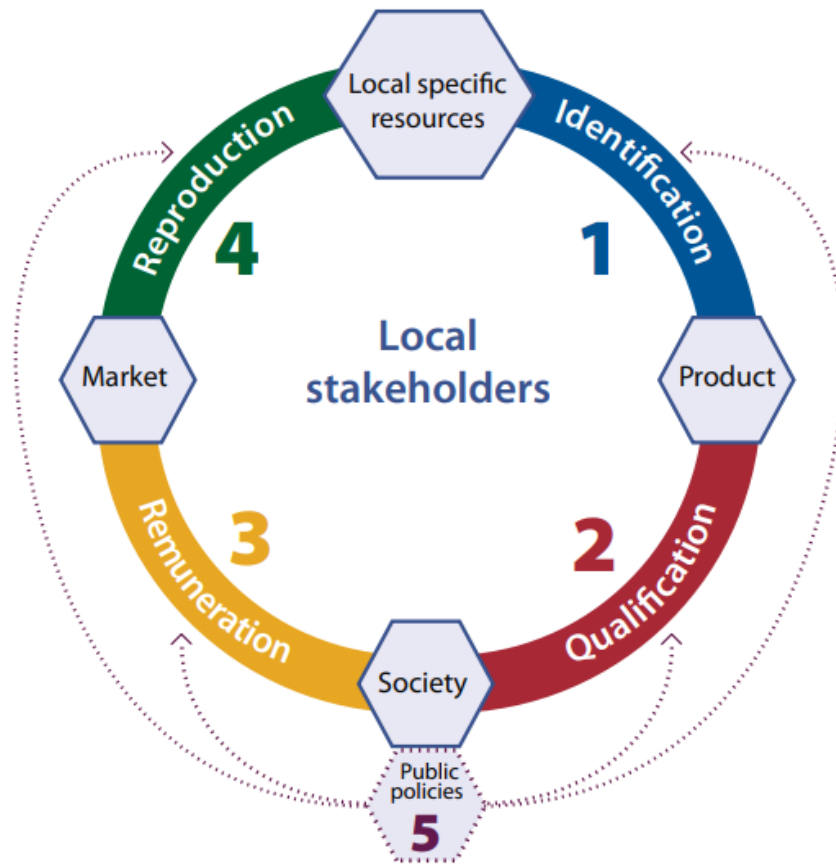 Local specific
resources
Reproduction
Identification
4
1
Local
stakeholders
Market
Product
3
2
Remuneration
Qualification
Society
Public
policies
5